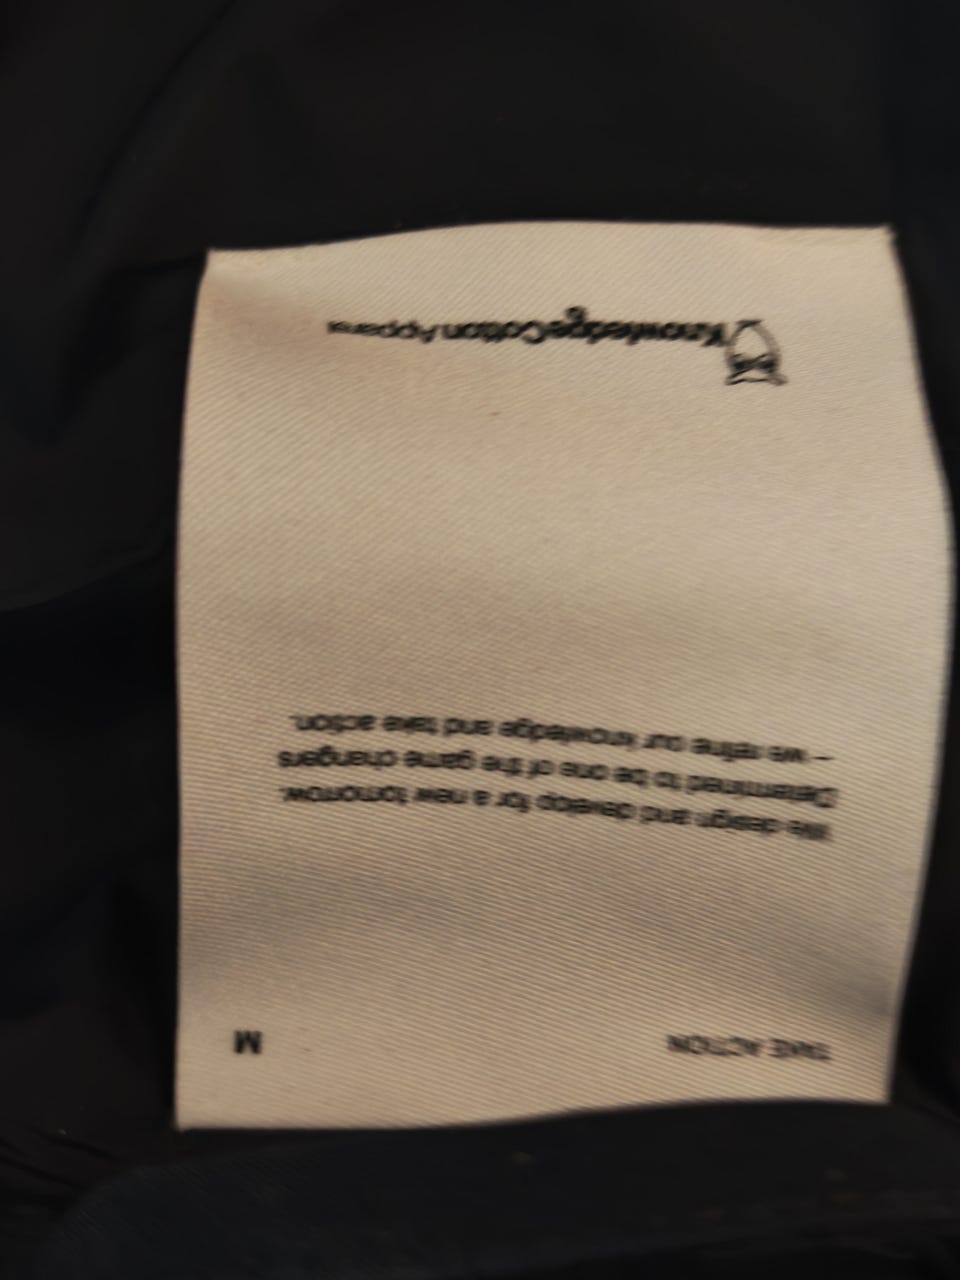 TAKE ACTION M
We design and develop for a new tomorrow.
Determined to be one of the game changers
– we refine our knowledge and take action.
KnowledgeCotton Apparel